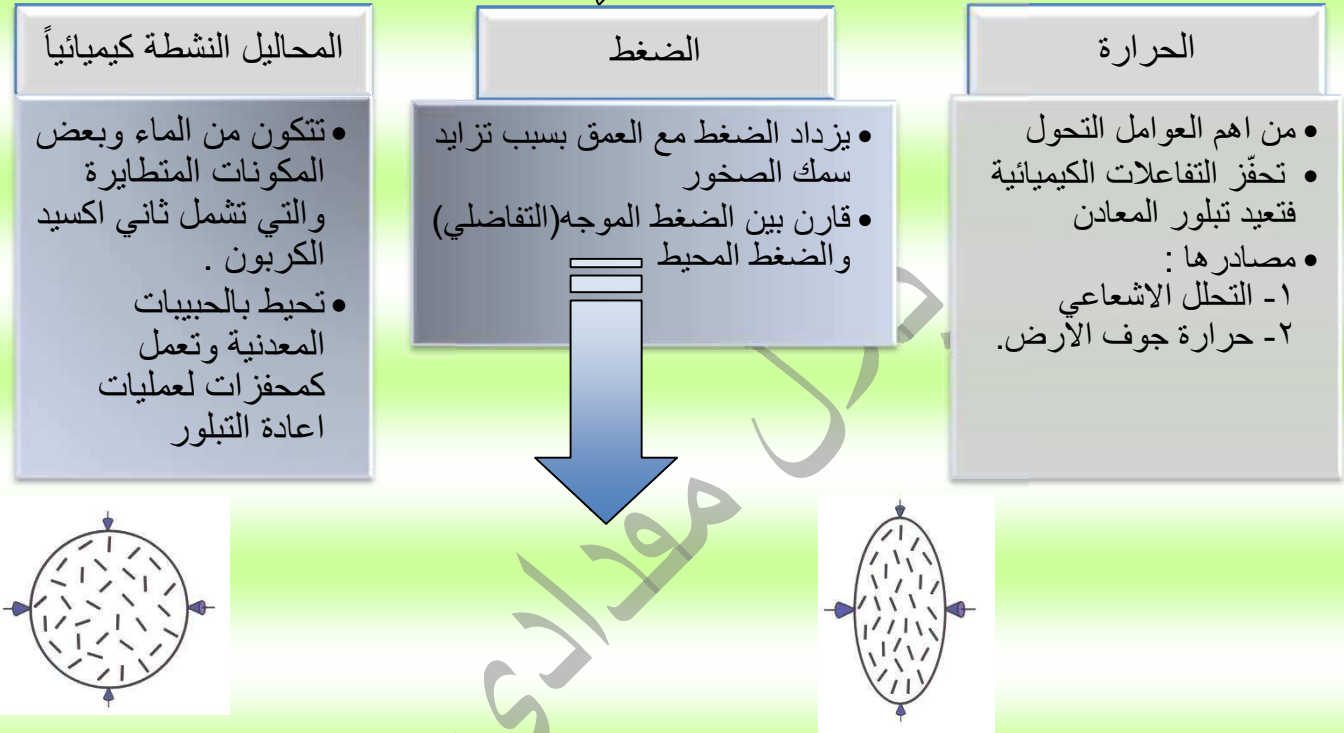 الحرارة
• من اهم العوامل التحول
• تحفّز التفاعلات الكيميائية
فتعيد تبلور المعادن
• مصادرها :
١- التحلل الاشعاعي
٢- حرارة جوف الارض.
الضغط
• يزداد الضغط مع العمق بسبب تزايد
سمك الصخور
• قارن بين الضغط الموجه(التفاضلي)
والضغط المحيط
المحاليل النشطة كيميائياً
• تتكون من الماء وبعض
المكونات المتطايرة
والتي تشمل ثاني اكسيد
الكربون .
• تحيط بالحبيبات
المعدنية وتعمل
كمحفزات لعمليات
اعادة التبلور